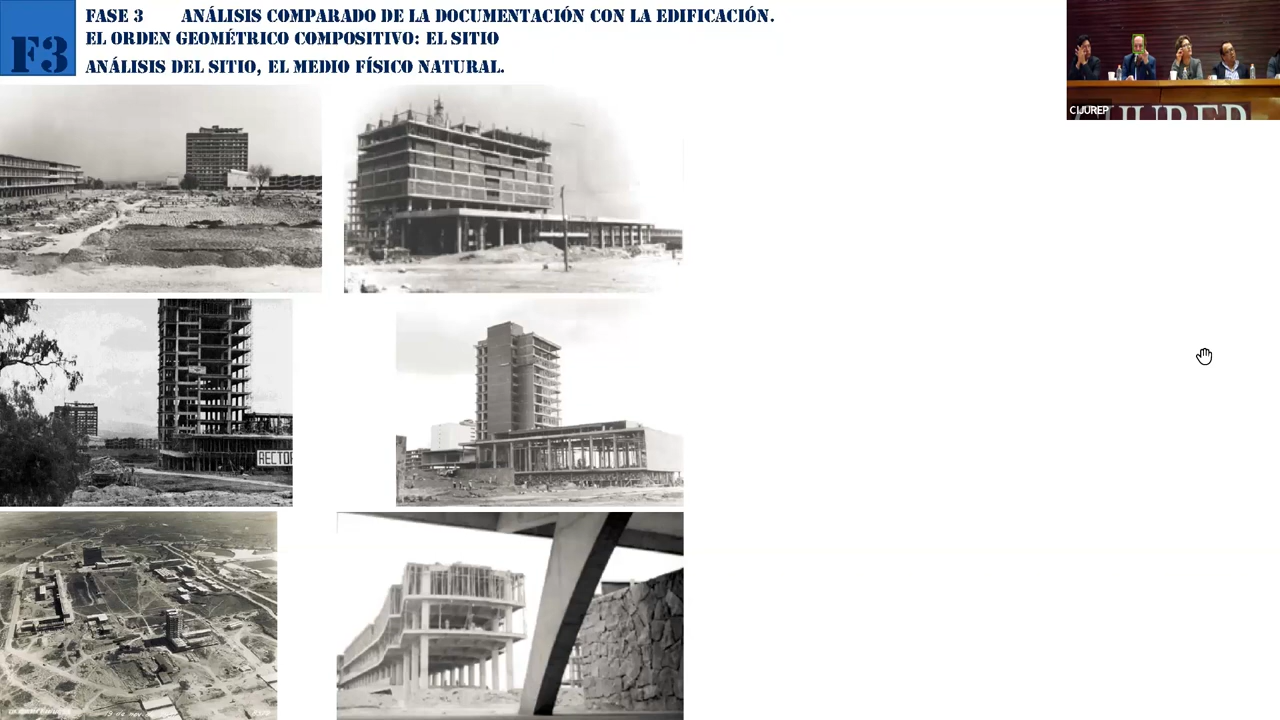 F3
FASE 3 ANÁLISIS COMPARADO DE LA DOCUMENTACIÓN CON LA EDIFICACIÓN.
EL ORDEN GEOMÉTRICO COMPOSITIVO: EL SITIO
ANÁLISIS DEL SITIO, EL MEDIO FÍSICO NATURAL.
CIJUREP
IJUREP
RECTOR